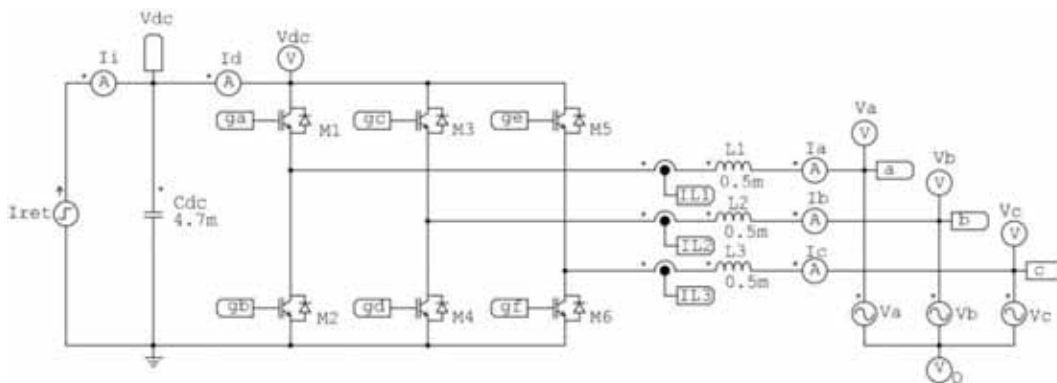 Vdc
Vdc
Ii
Id
A
A
V
ga
M1
gc
M3
ge
M5
Va
V
L1
Ia
0.5m
A
a
Vb
V
IL1
L2
Ib
0.5m
A
b
Vc
V
IL2
L3
Ic
0.5m
A
c
IL3
Iret
Cdc
4.7m
gb
M2
gd
M4
gf
M6
Va
Vb
Vc
V
O